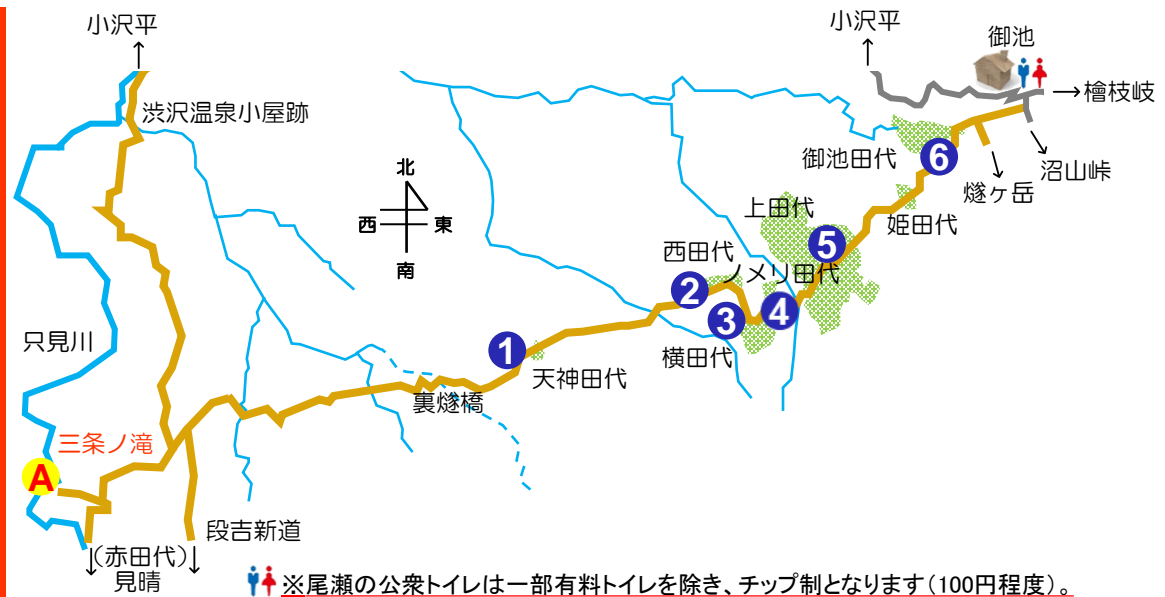 小沢平
小沢平
御池
→檜枝岐
渋沢温泉小屋跡
御池田代
6
沼山峠
燧ヶ岳
北
西 東
南
上田代
姫田代
5
西田代
ノメリ田代
2
3
4
只見川
1
横田代
天神田代
裏燧橋
三条ノ滝
A
段吉新道
(赤田代)
見晴
※尾瀬の公衆トイレは一部有料トイレを除き、チップ制となります(100円程度)。